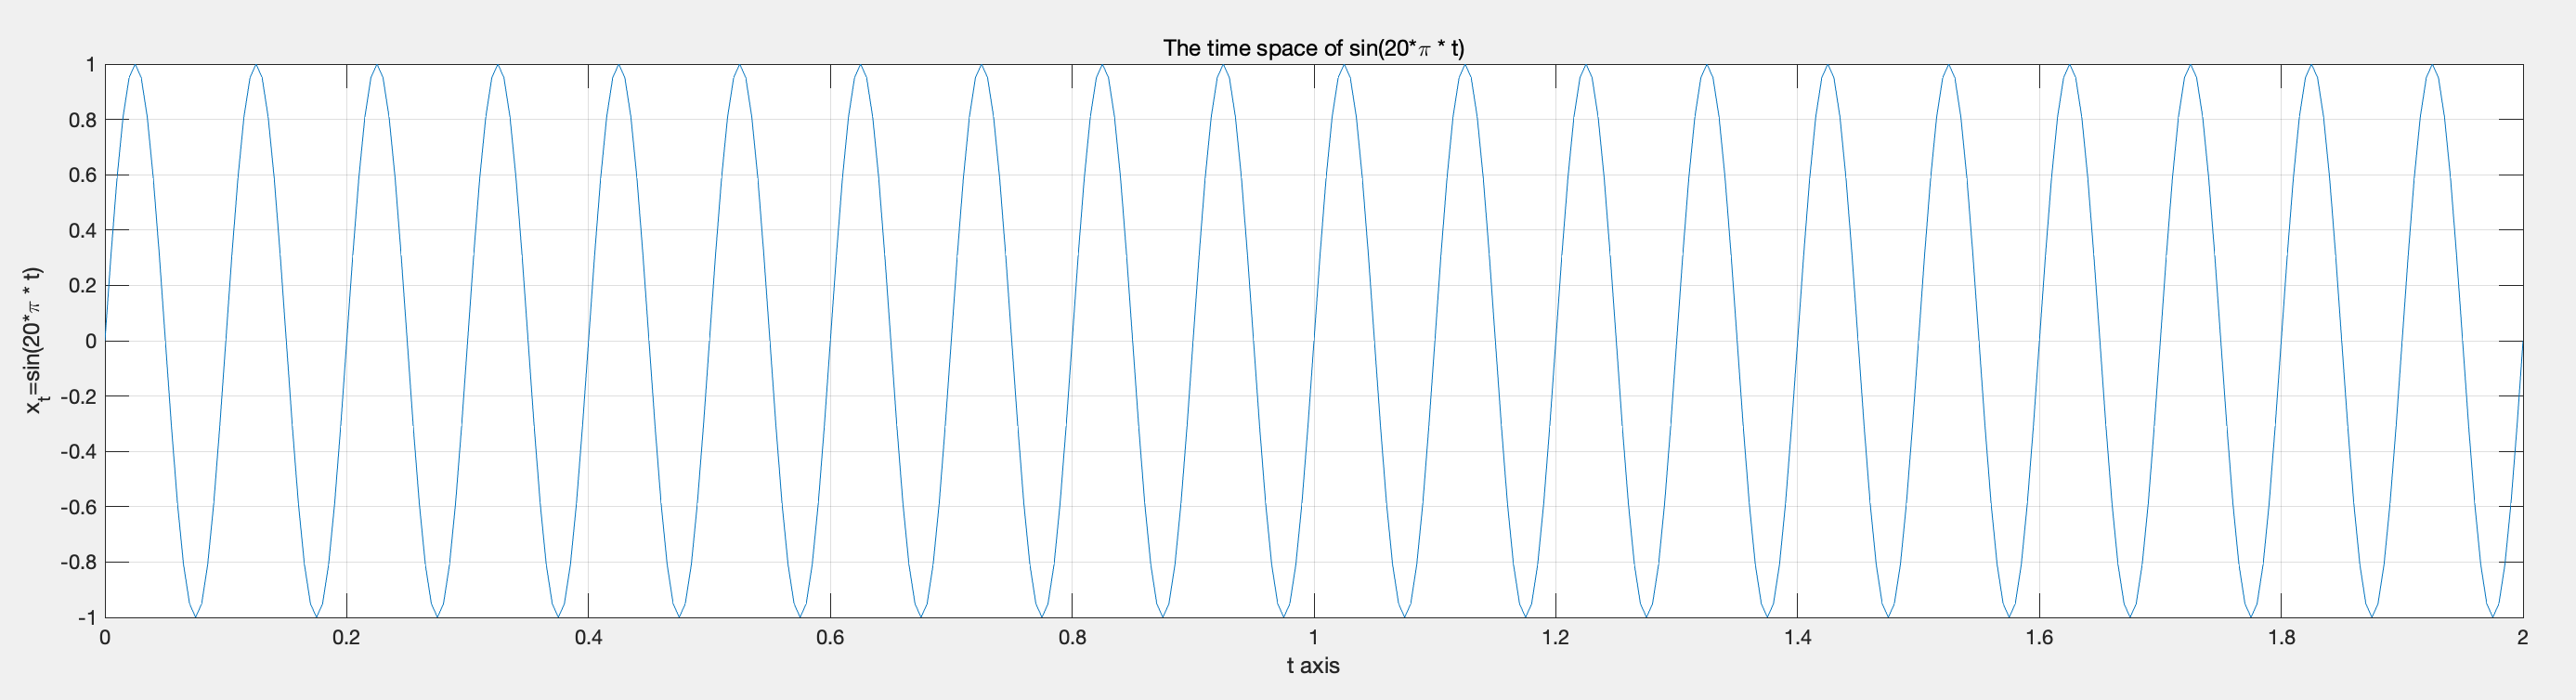 The time space of sin(20*π * t)
x_t=sin(20*π * t)
1
0.8
0.6
0.4
0.2
0
-0.2
-0.4
-0.6
-0.8
-1
0 0.2 0.4 0.6 0.8 1 1.2 1.4 1.6 1.8 2
t axis